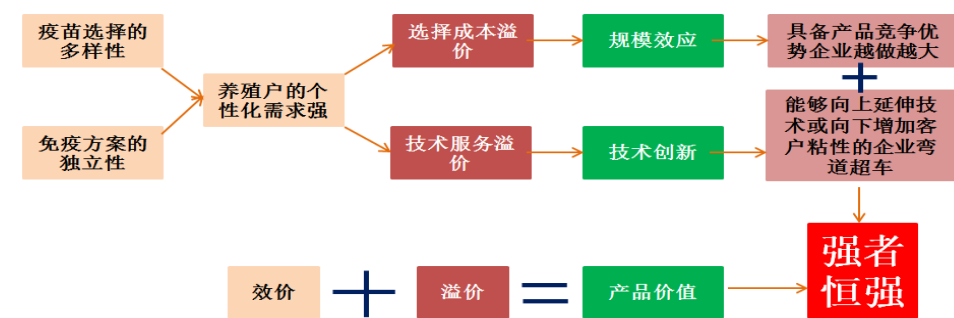 疫苗选择的
多样性
免疫方案的
独立性
养殖户的个
性化需求强
选择成本溢
价
技术服务溢
价
规模效应
技术创新
具备产品竞争优
势企业越做越大
能够向上延伸技
术或向下增加客
户粘性的企业弯
道超车
效价
溢价
产品价值
强者
恒强